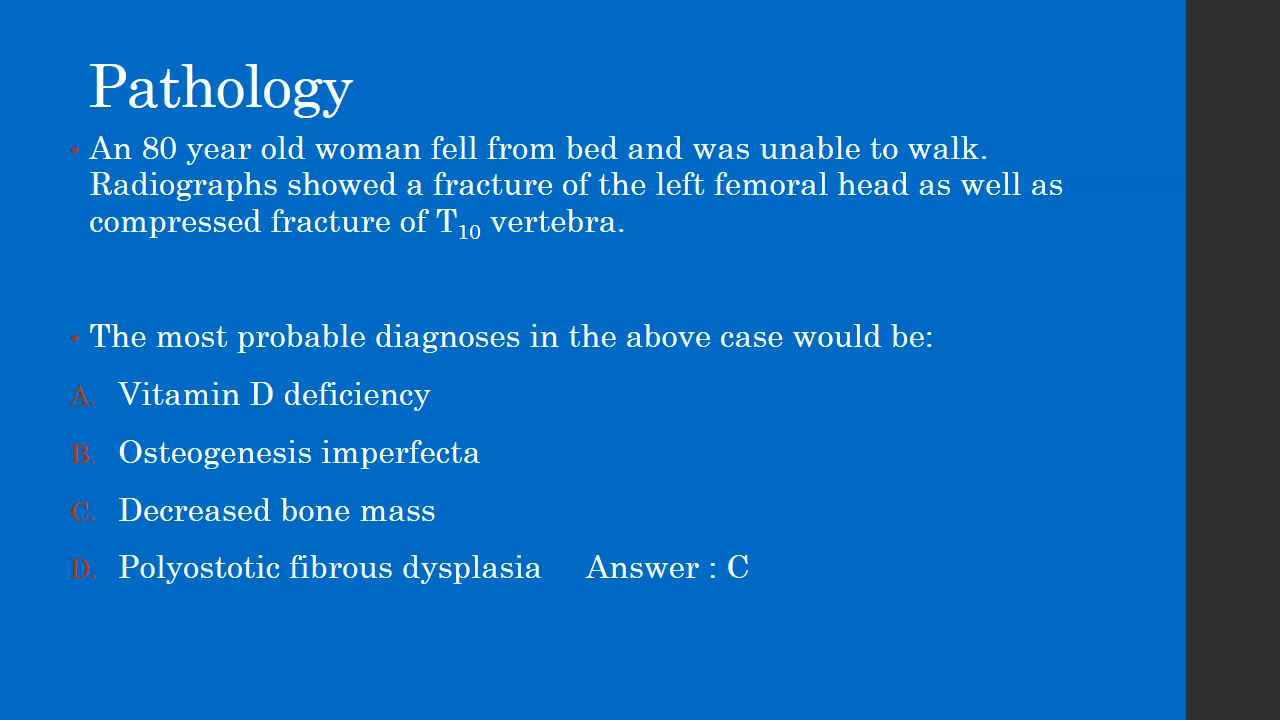 Pathology
• An 80 year old woman fell from bed and was unable to walk.
Radiographs showed a fracture of the left femoral head as well as
compressed fracture of T₁₀ vertebra.
• The most probable diagnoses in the above case would be:
A. Vitamin D deficiency
B. Osteogenesis imperfecta
C. Decreased bone mass
D. Polyostotic fibrous dysplasia Answer : C